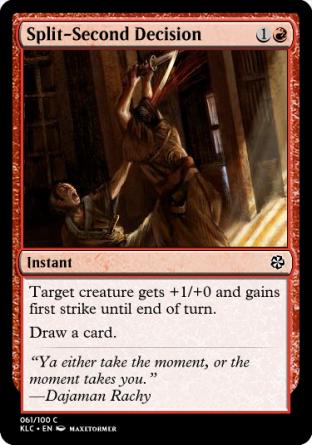 Split-Second Decision 1
Instant
Target creature gets +1/+0 and gains
first strike until end of turn.
Draw a card.
“Ya either take the moment, or the
moment takes you.”
—Dajaman Rachy
061/100 C
KLC • EN MAXETORMER